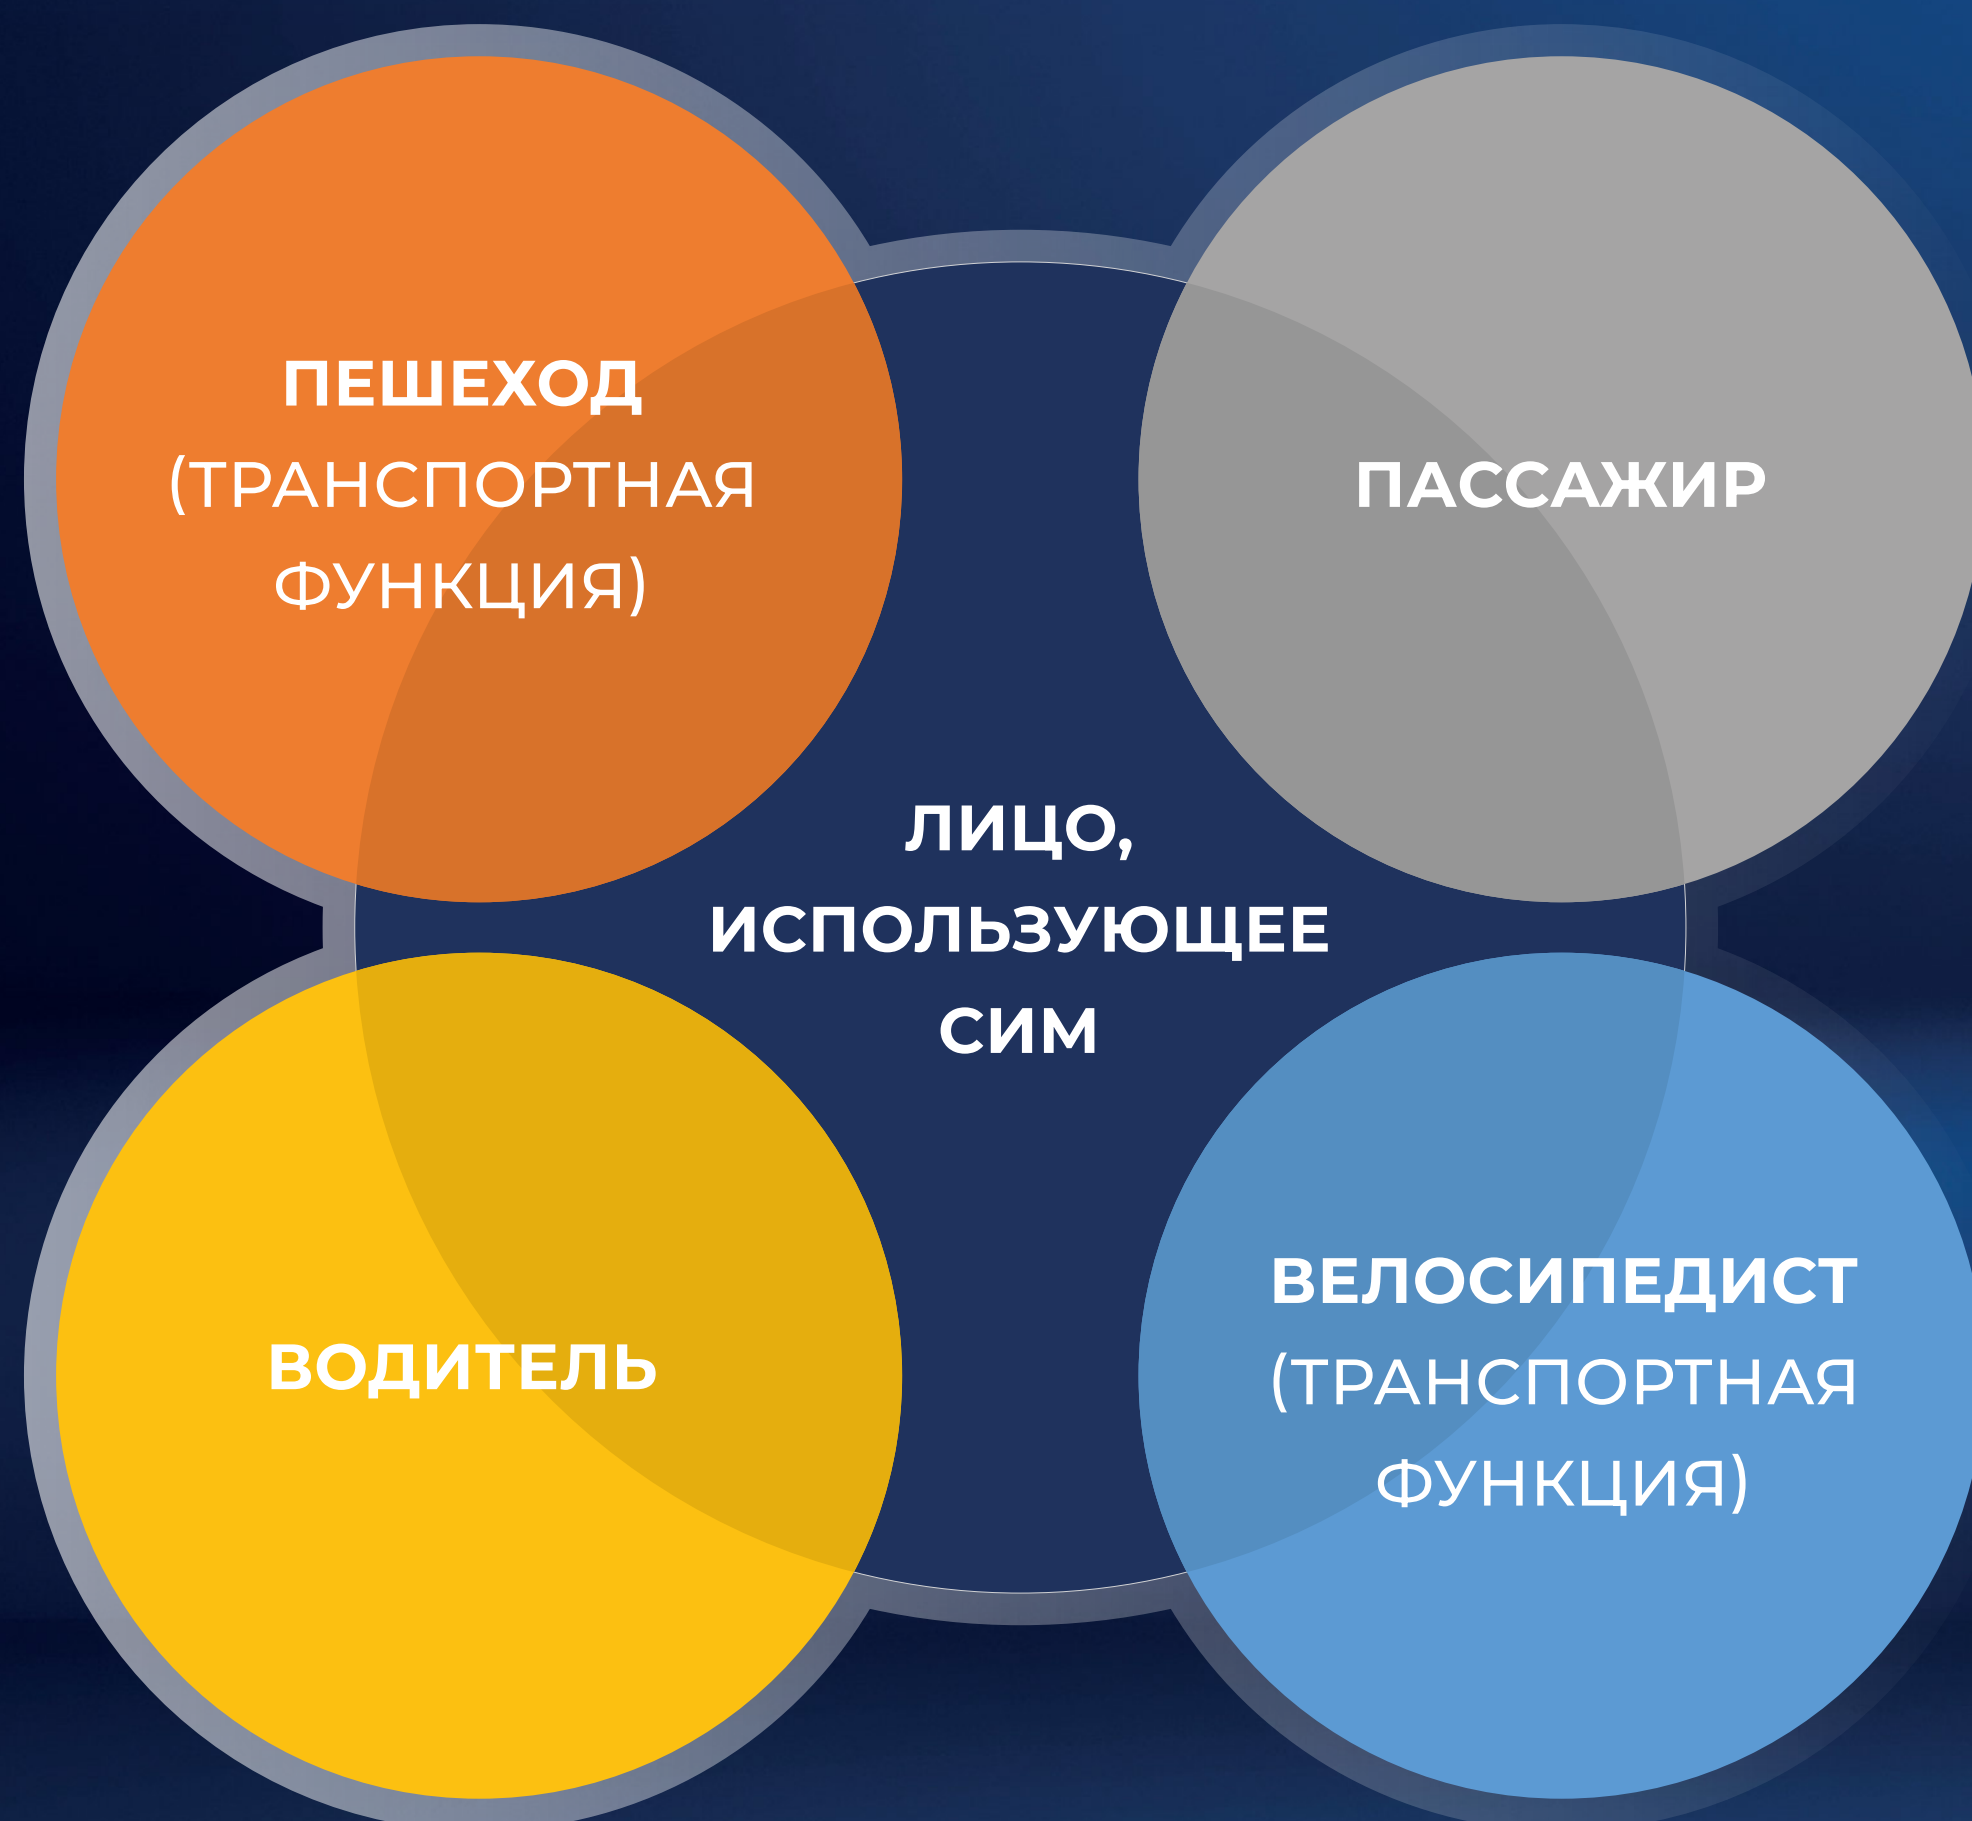 ПЕШЕХОД
(ТРАНСПОРТНАЯ
ФУНКЦИЯ)
ПАССАЖИР
ЛИЦО,
ИСПОЛЬЗУЮЩЕЕ
СИМ
ВОДИТЕЛЬ
ВЕЛОСИПЕДИСТ
(ТРАНСПОРТНАЯ
ФУНКЦИЯ)